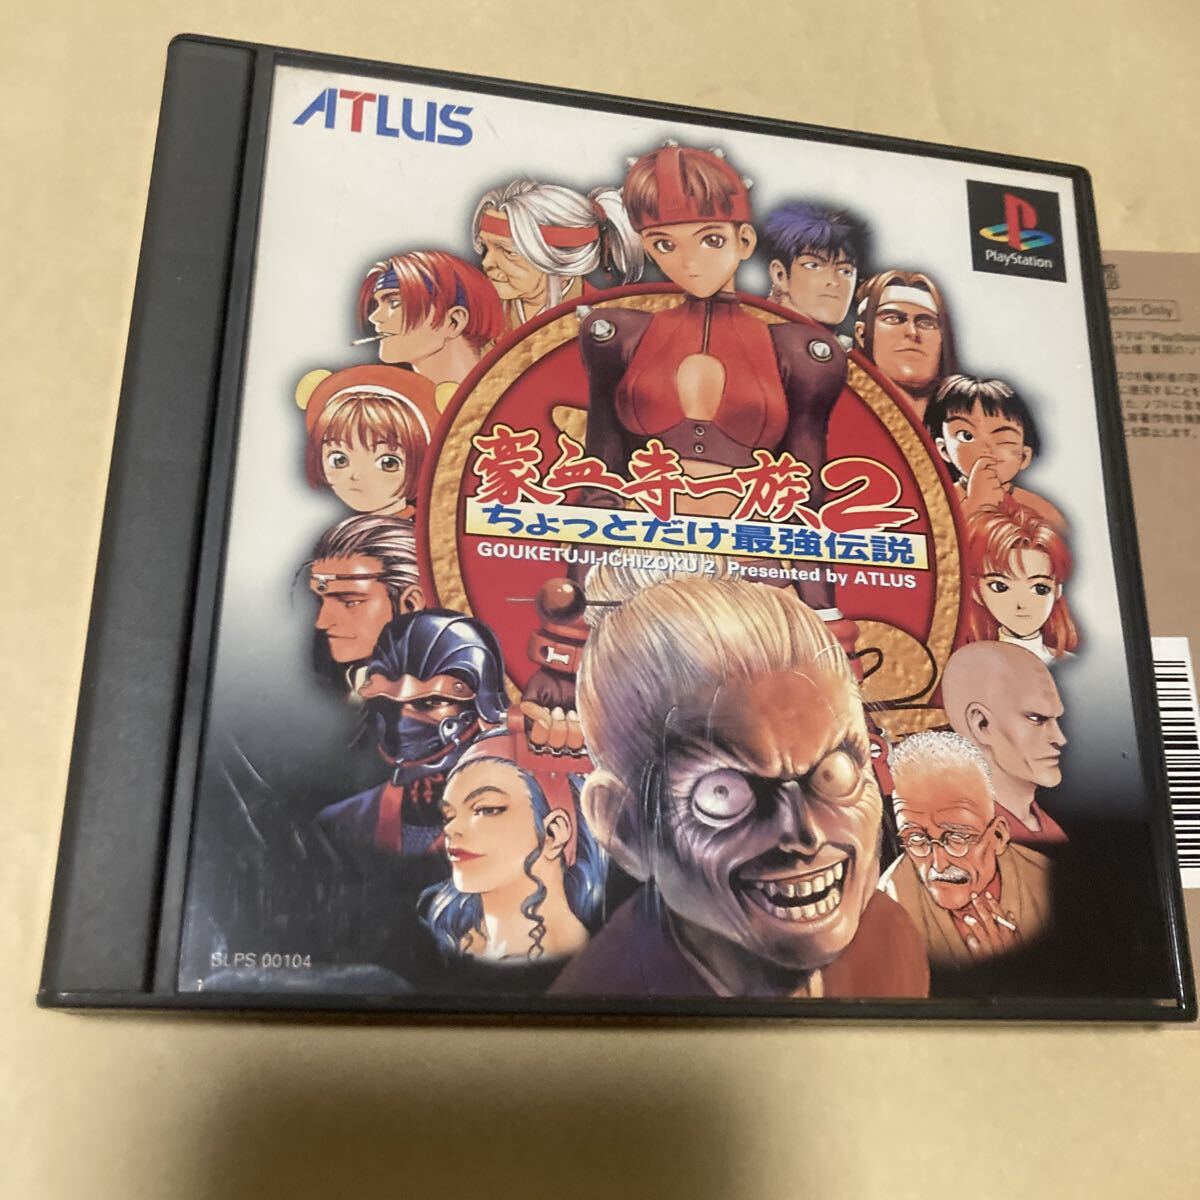 ATLUS
PlayStation
豪血寺一族2
ちょっとだけ最強伝説
GOUKETUJI-ICHIZOKU 2 Presented by ATLUS
SLPS 00104
Japan Only